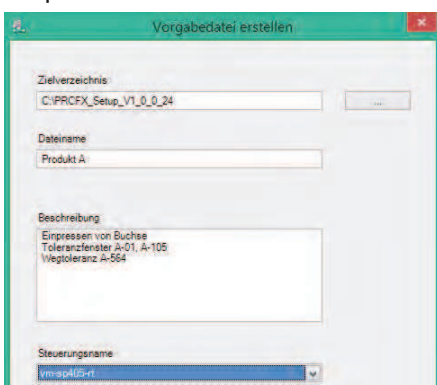 Vorgabedatei erstellen
Zielverzeichnis
C:\PRCFX_Setup_V1_0_0_24
...
Dateiname
Produkt A
Beschreibung
Einpressen von Buchse
Toleranzfenster A-01, A-105
Wegtoleranz A-564
Steuerungsname
vm-sp405-rt